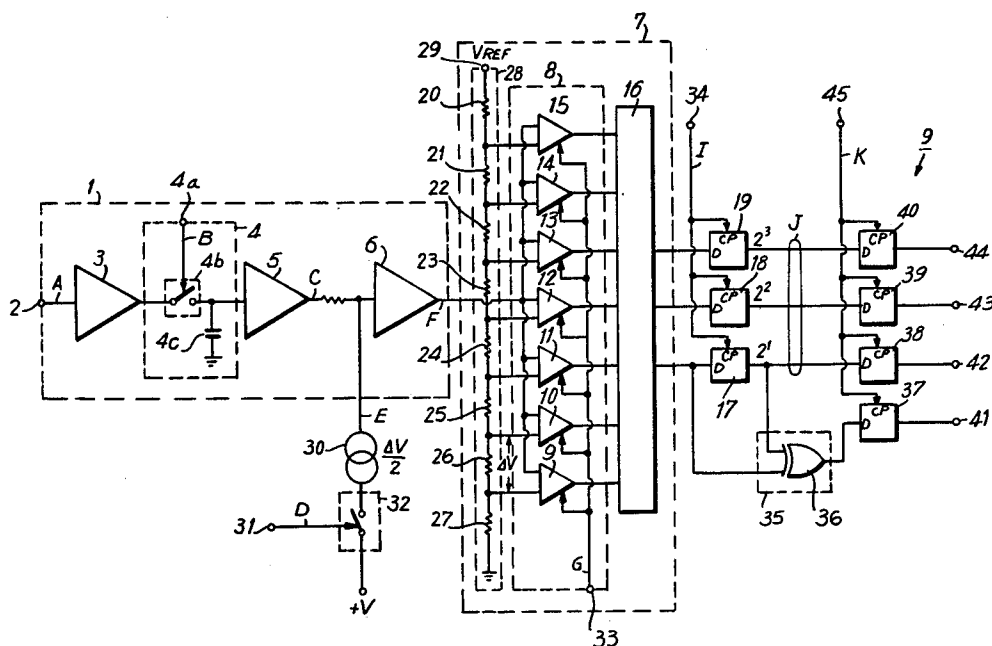 7
29
VREF
28
8
20
15
16
34
45
9
I
K
21
14
1
4a
4
22
19
40
B
13
CP
D
2³
J
CP
D
44
3
4b
5
6
23
18
39
2
A
C
12
CP
D
2²
CP
D
43
F
4c
24
11
38
2¹
CP
D
CP
D
42
17
37
25
10
CP
D
41
E
30
ΔV
2
26
ΔV
9
36
35
32
31
D
27
G
+V
33